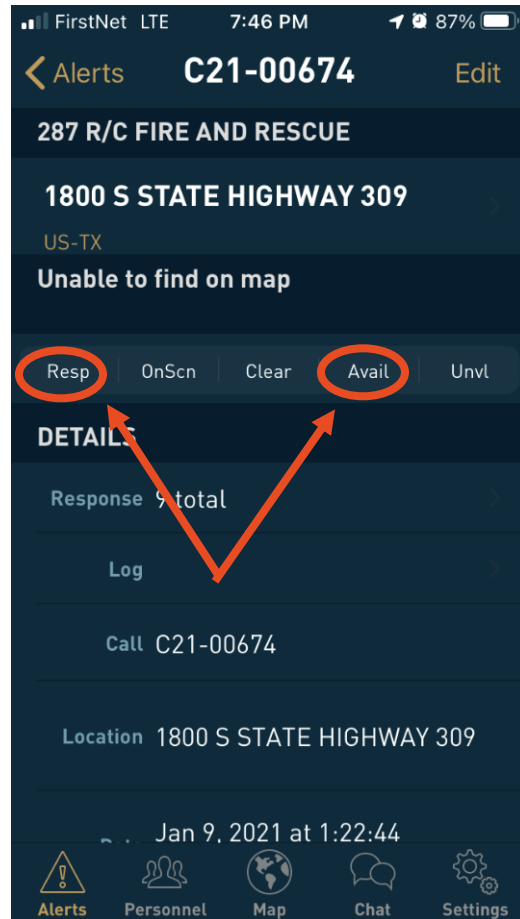 FirstNet LTE 7:46 PM 87%
Alerts C21-00674 Edit
287 R/C FIRE AND RESCUE
1800 S STATE HIGHWAY 309
US-TX
Unable to find on map
Resp OnScn Clear Avail Unvl
DETAILS
Response 9 total
Log
Call C21-00674
Location 1800 S STATE HIGHWAY 309
Jan 9, 2021 at 1:22:44
Alerts Personnel Map Chat Settings